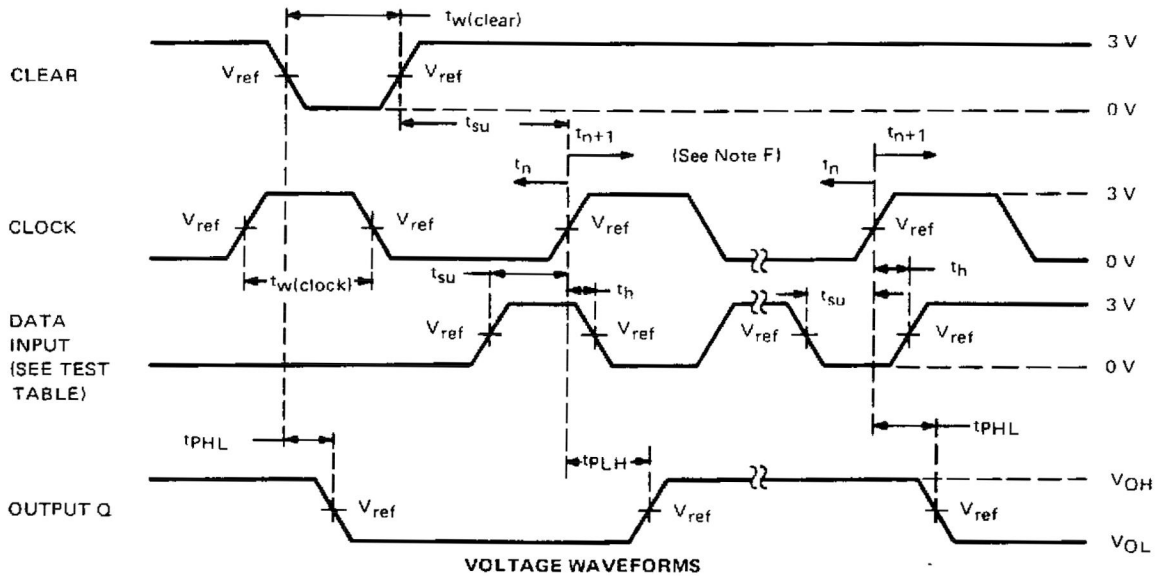 tw(clear)
3 V
CLEAR
Vref
Vref
0 V
tsu
tn+1
(See Note F)
tn+1
tn
tn
3 V
CLOCK
Vref
Vref
Vref
Vref
0 V
tw(clock)
tsu
th
tsu
th
3 V
DATA
INPUT
(SEE TEST
TABLE)
Vref
Vref
Vref
Vref
0 V
tPHL
tPLH
tPHL
VOH
OUTPUT Q
Vref
Vref
Vref
VOL
VOLTAGE WAVEFORMS